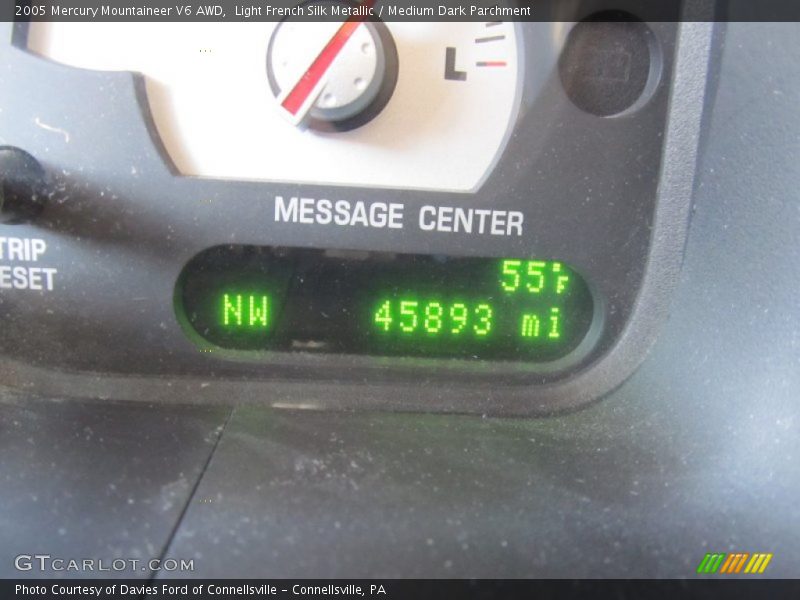 2005 Mercury Mountaineer V6 AWD,  Light French Silk Metallic / Medium Dark Parchment
L
MESSAGE CENTER
TRIP
RESET
55°F
NW
45893 mi
GTCARLOT.COM
Photo Courtesy of Davies Ford of Connellsville – Connellsville, PA